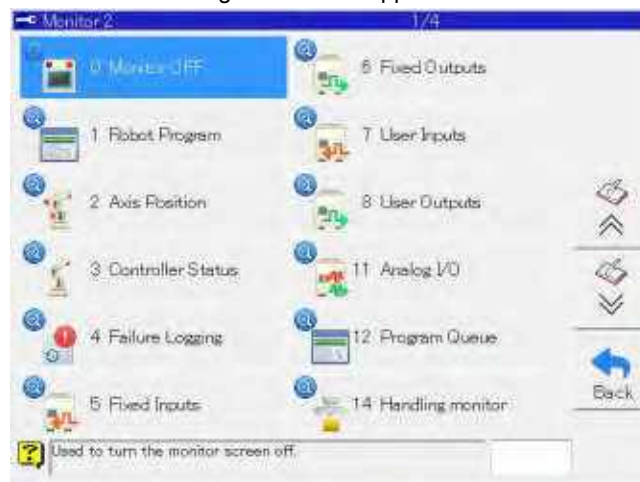 Monitor 2 1/4
0 Monitor OFF
1 Robot Program
2 Axis Position
3 Controller Status
4 Failure Logging
5 Fixed Inputs
6 Fixed Outputs
7 User Inputs
8 User Outputs
11 Analog I/O
12 Program Queue
14 Handling monitor
Back
Used to turn the monitor screen off.